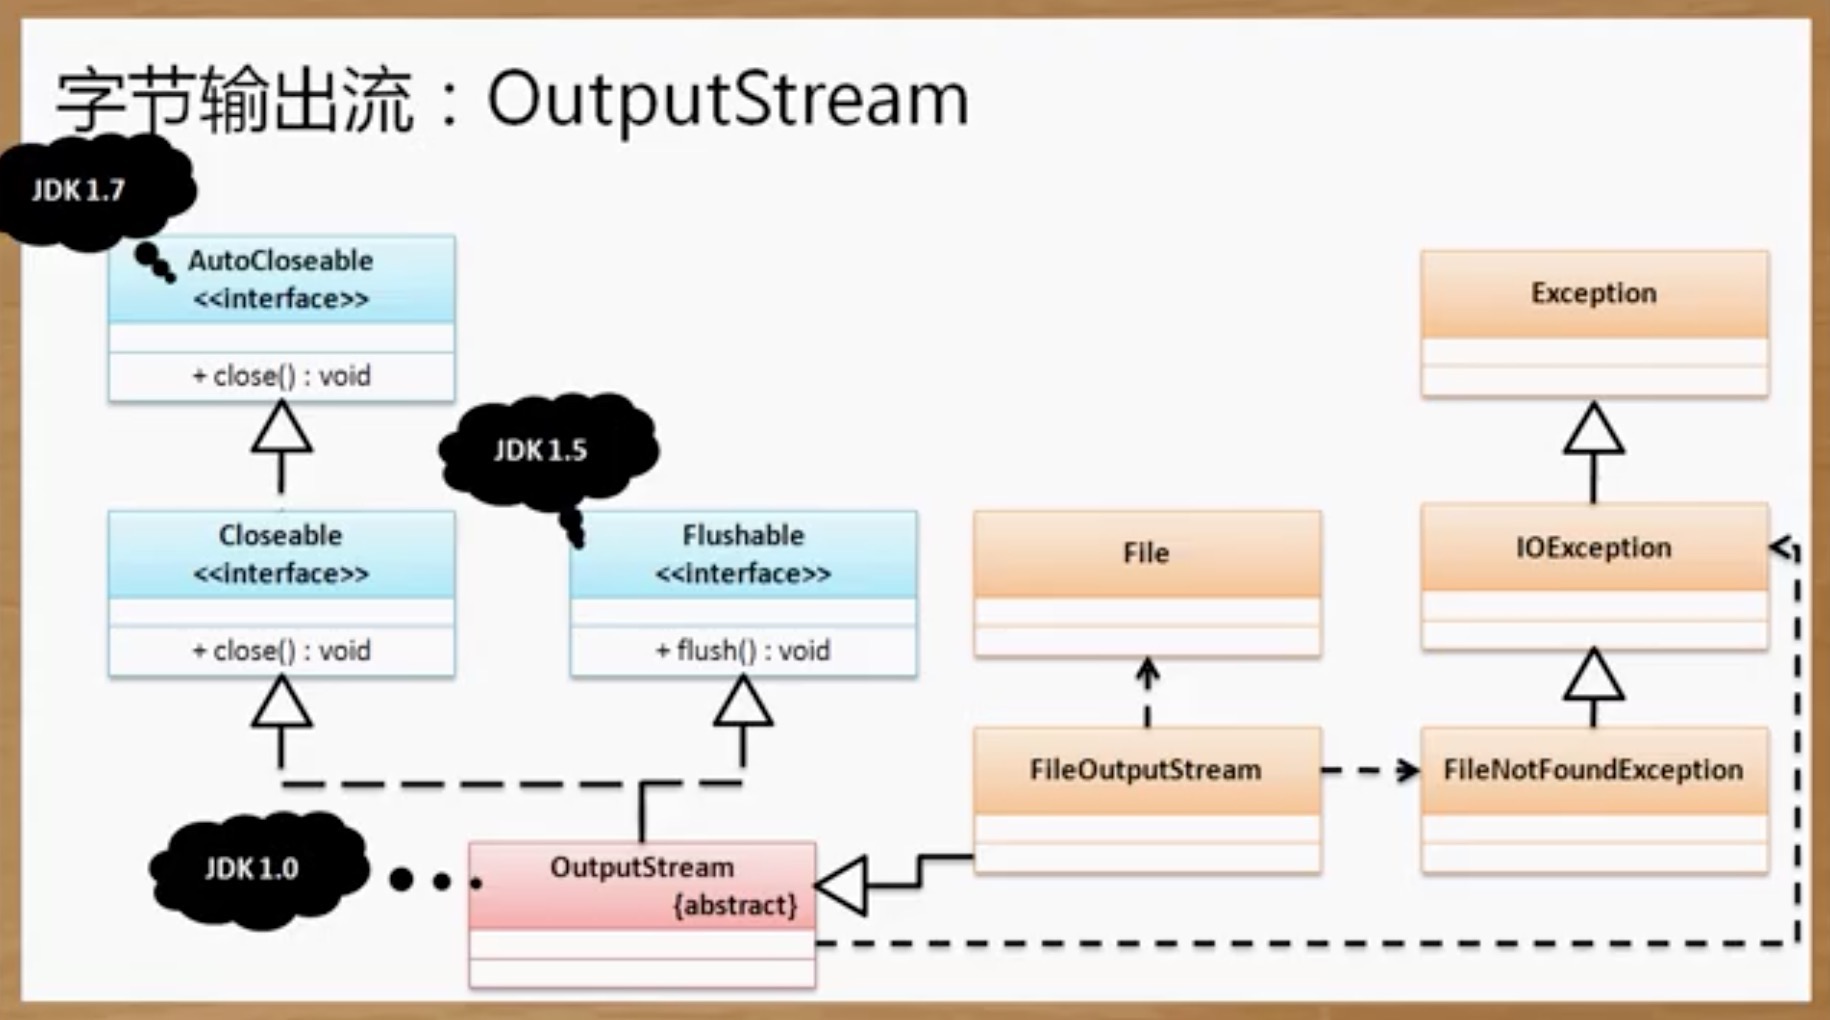 字节输出流：OutputStream
JDK 1.7
AutoCloseable
<<interface>>
+ close() : void
JDK 1.5
Closeable
<<interface>>
+ close() : void
Flushable
<<interface>>
+ flush() : void
File
Exception
IOException
FileOutputStream
FileNotFoundException
JDK 1.0
OutputStream
{abstract}